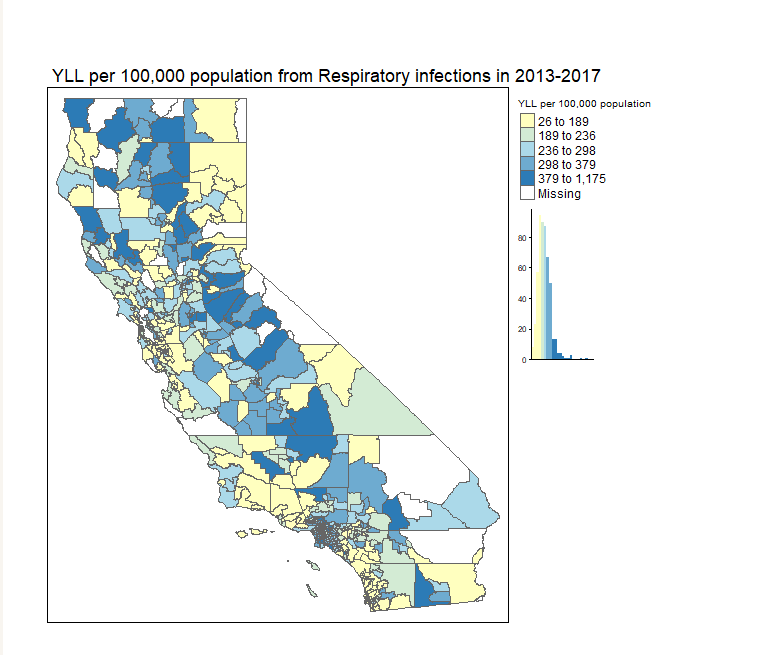 YLL per 100,000 population from Respiratory infections in 2013-2017
YLL per 100,000 population
26 to 189
189 to 236
236 to 298
298 to 379
379 to 1,175
Missing
80
60
40
20
0